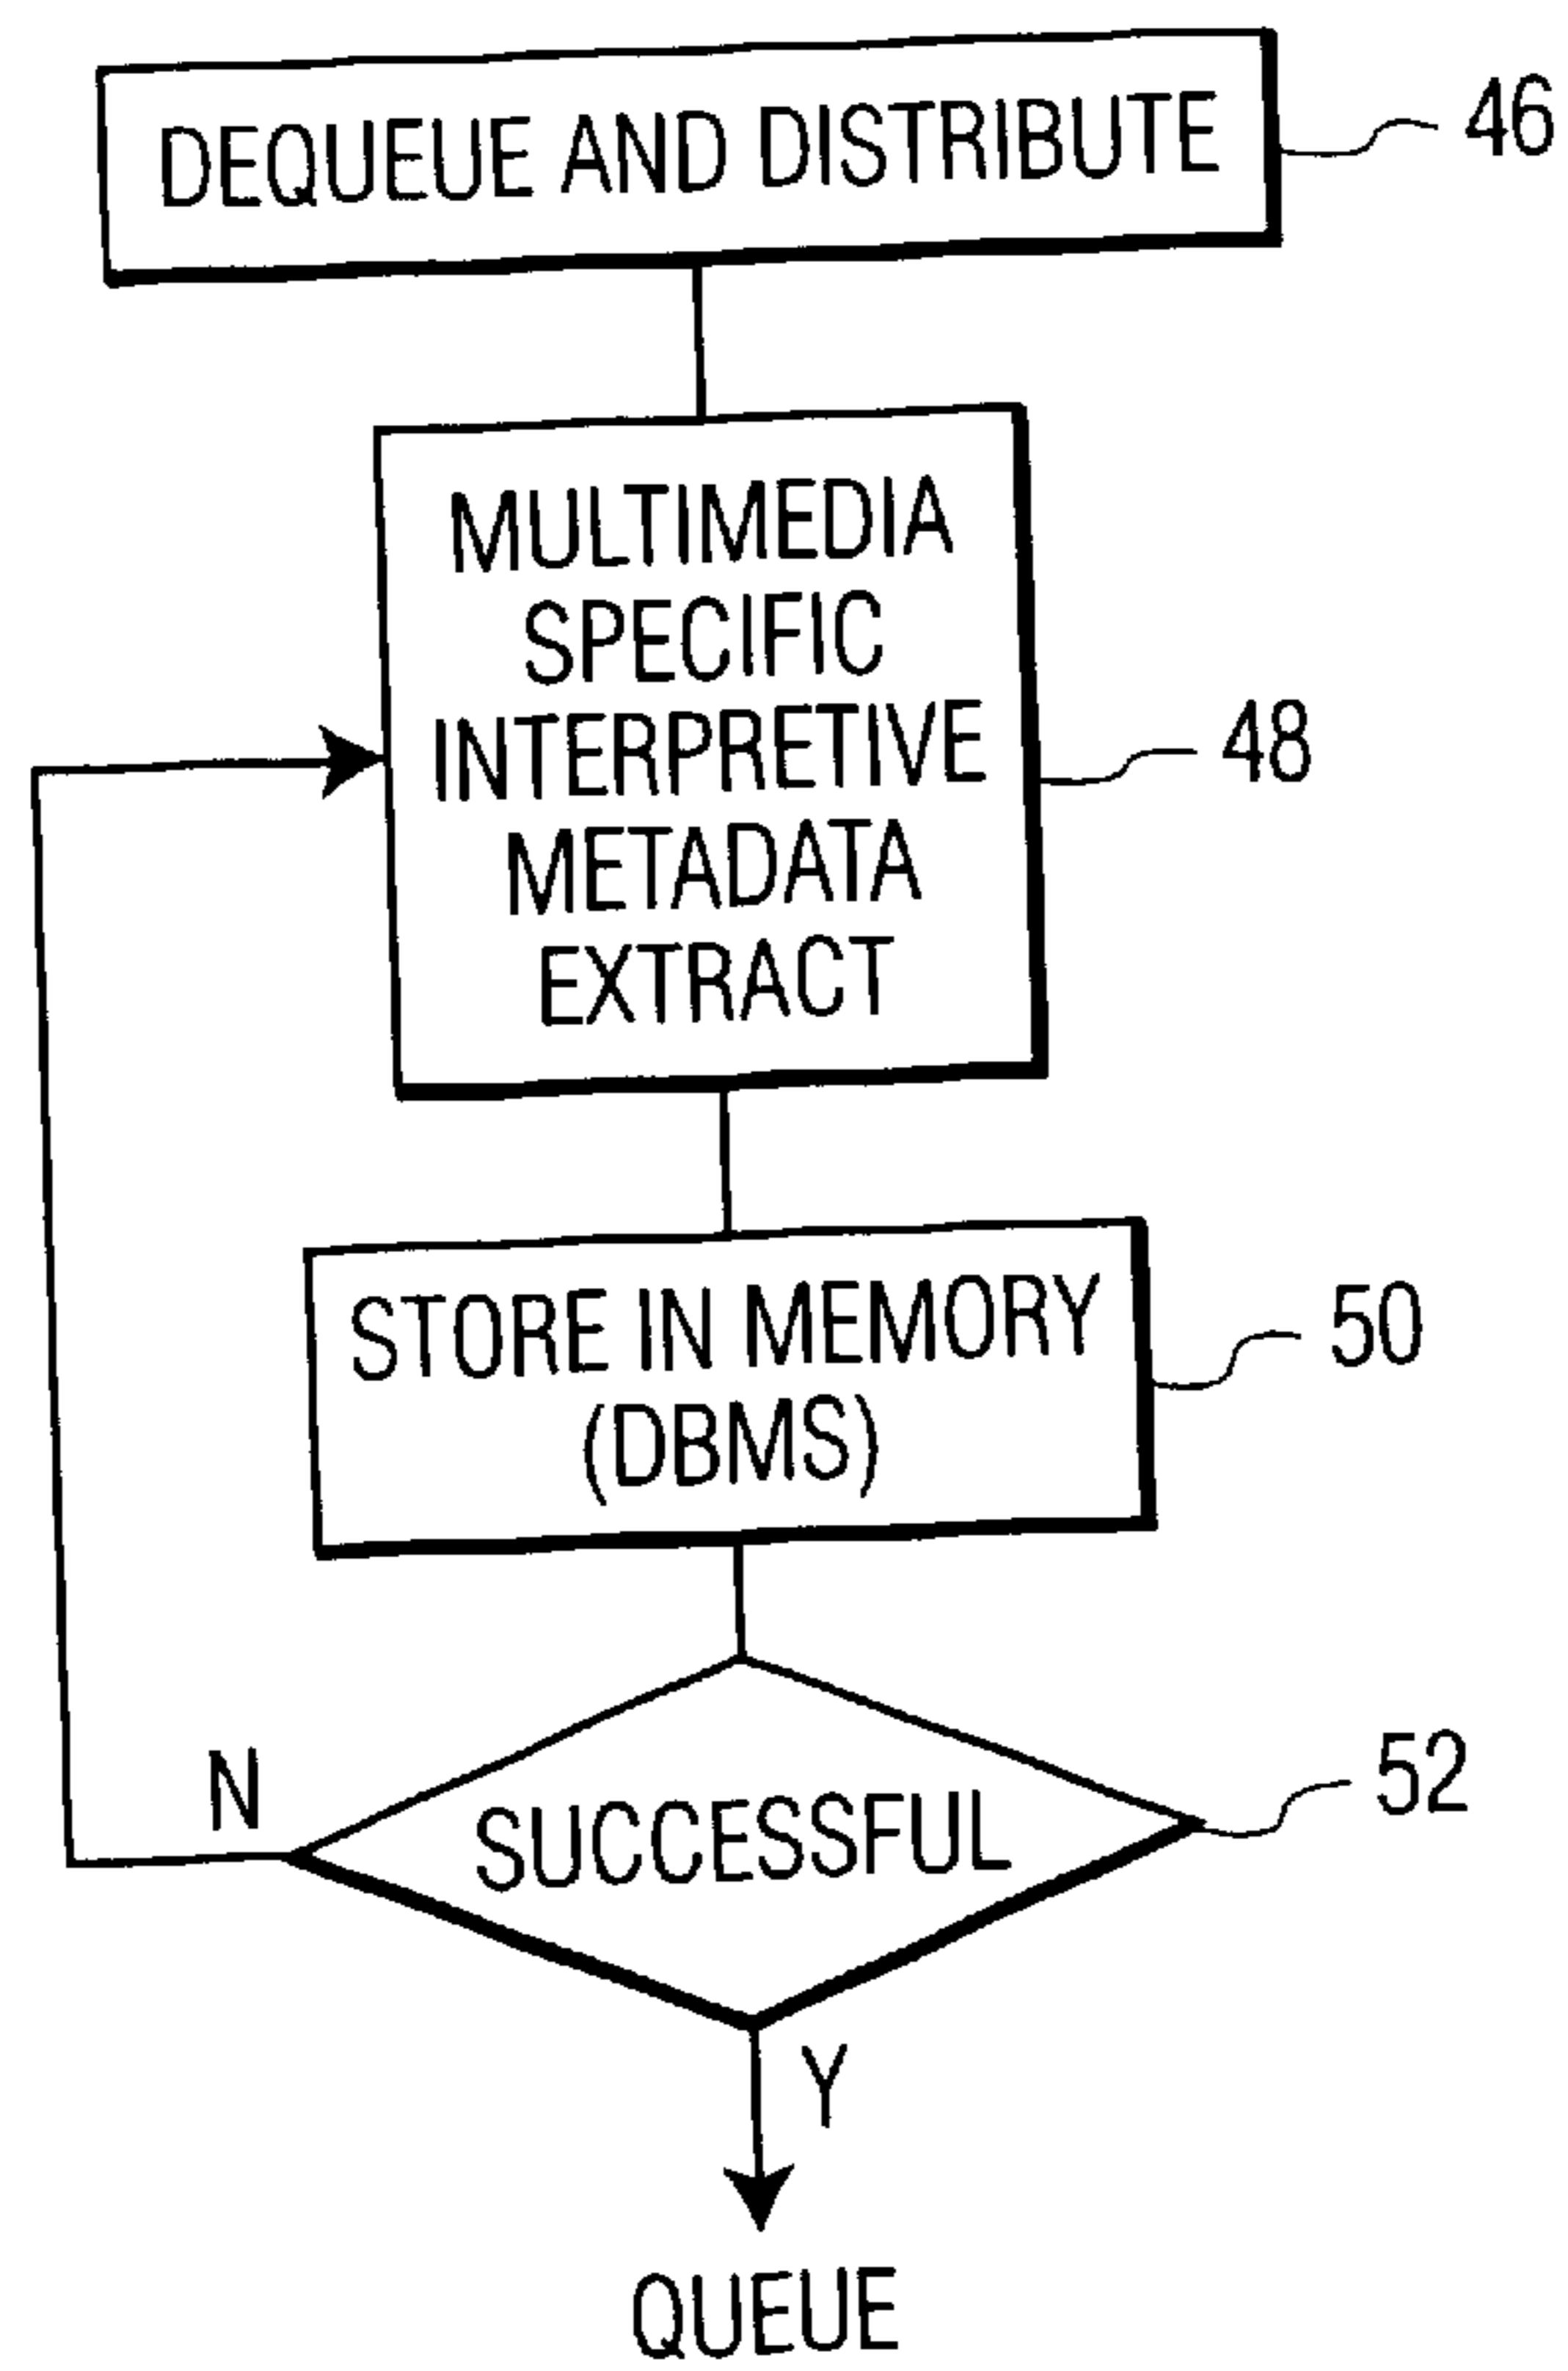 DEQUEUE AND DISTRIBUTE
46
MULTIMEDIA
SPECIFIC
INTERPRETIVE
METADATA
EXTRACT
48
STORE IN MEMORY
(DBMS)
50
N
SUCCESSFUL
52
Y
QUEUE